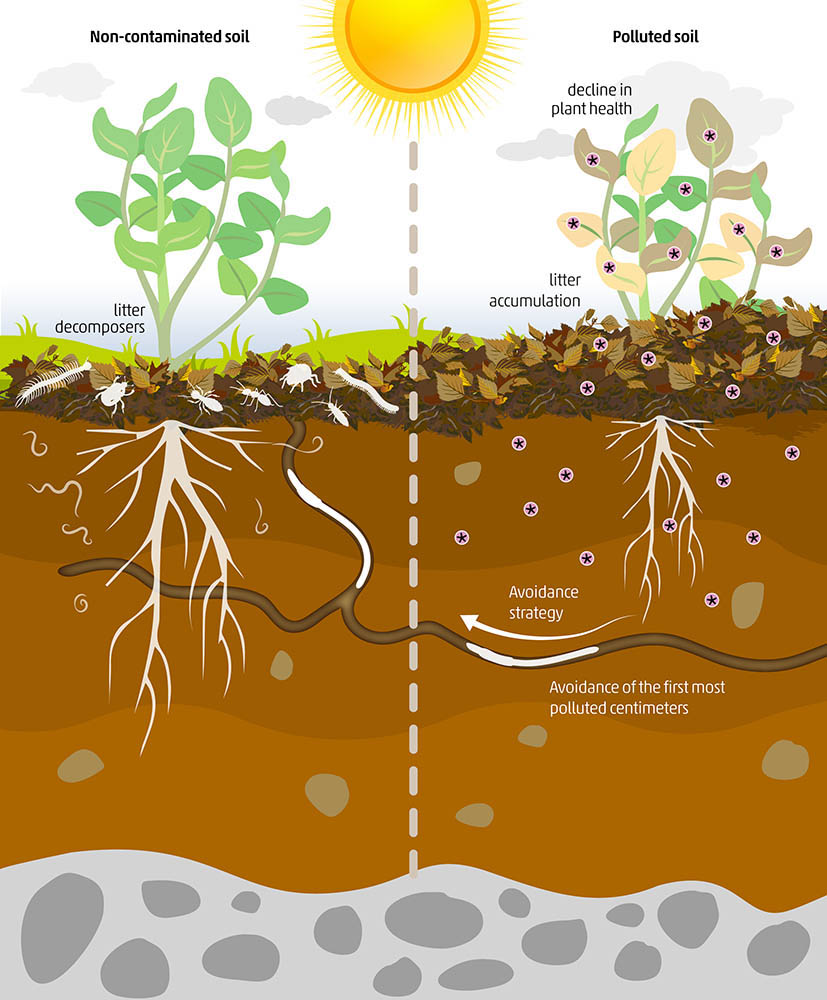 Non-contaminated soil
Polluted soil
decline in
plant health
litter
accumulation
litter
decomposers
Avoidance
strategy
Avoidance of the first most
polluted centimeters